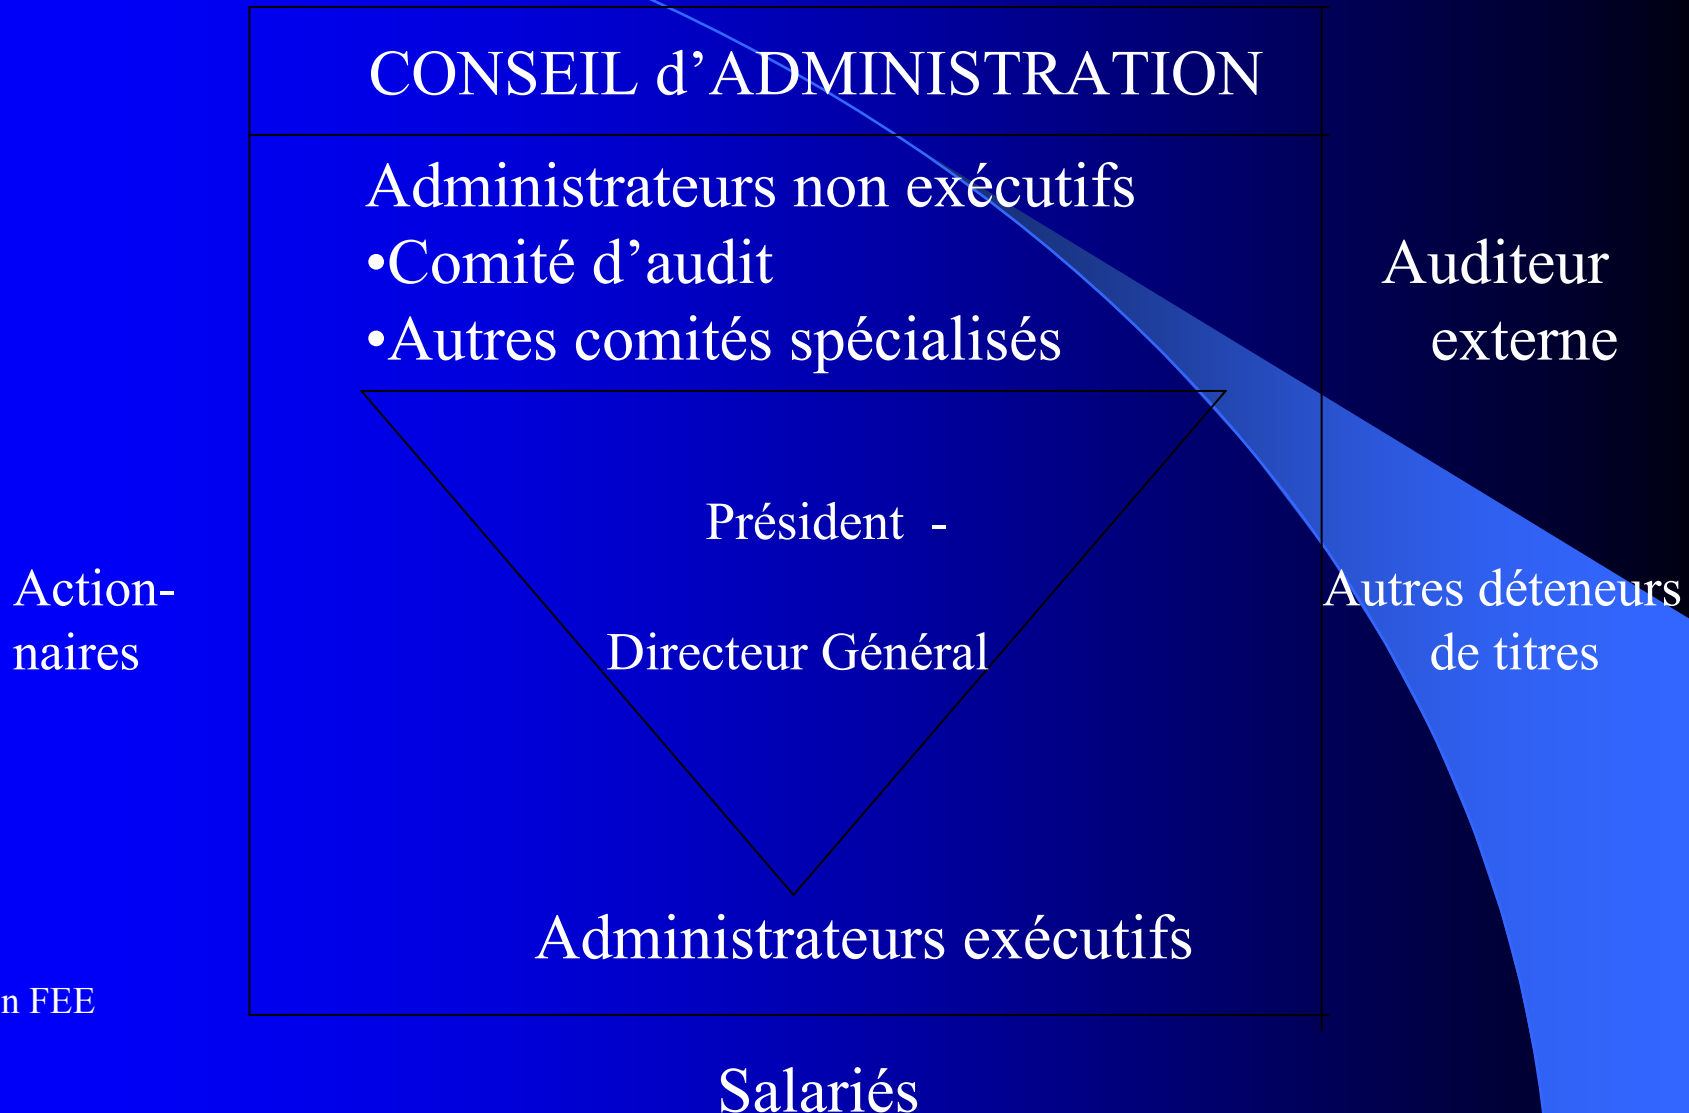 CONSEIL d’ADMINISTRATION
Administrateurs non exécutifs
•Comité d’audit
•Autres comités spécialisés
Auditeur
externe
Président -
Directeur Général
Action-
naires
Autres déteneurs
de titres
Administrateurs exécutifs
n FEE
Salariés